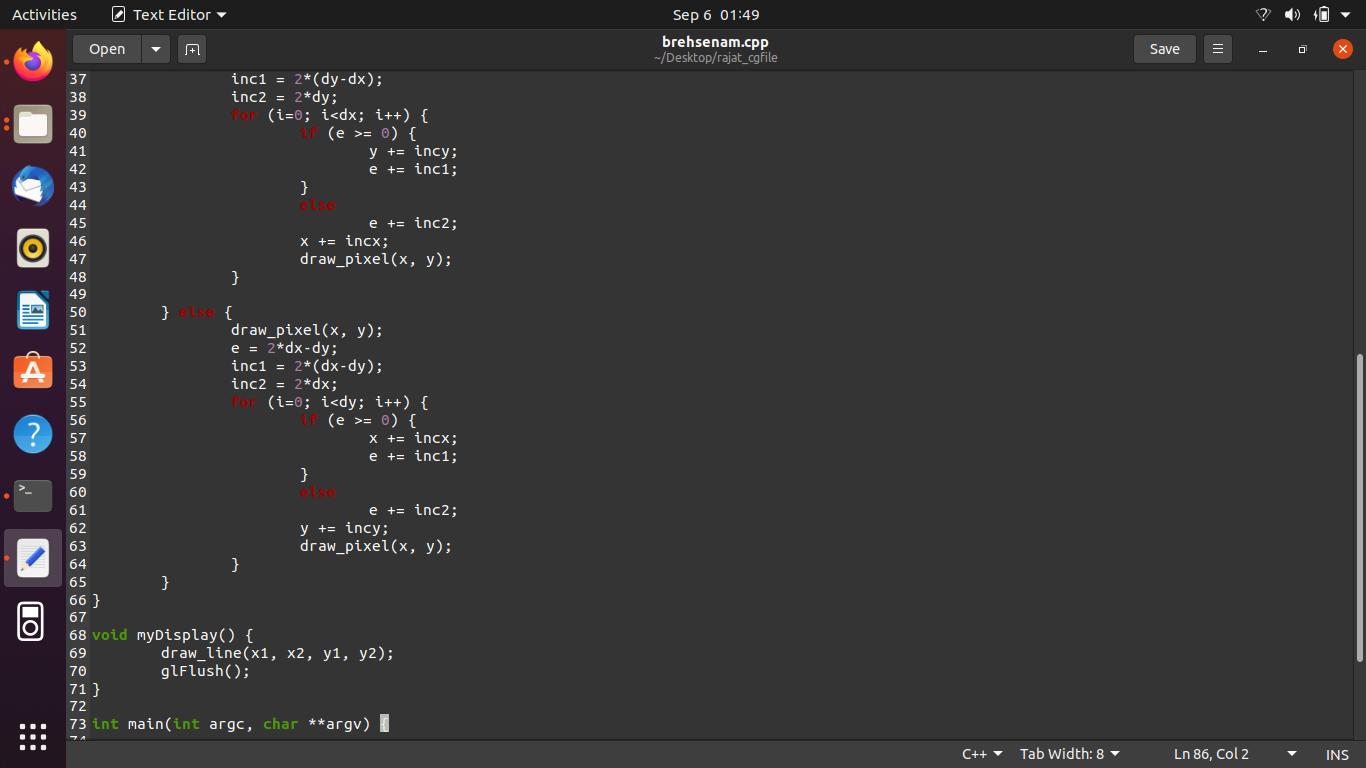 Activities Text Editor Sep 6 01:49
Open brehsenam.cpp Save
~/Desktop/rajat_cgfile
37 inc1 = 2*(dy-dx);
38 inc2 = 2*dy;
39 for (i=0; i<dx; i++) {
40 if (e >= 0) {
41 y += incy;
42 e += inc1;
43 }
44 else
45 e += inc2;
46 x += incx;
47 draw_pixel(x, y);
48 }
49
50 } else {
51 draw_pixel(x, y);
52 e = 2*dx-dy;
53 inc1 = 2*(dx-dy);
54 inc2 = 2*dx;
55 for (i=0; i<dy; i++) {
56 if (e >= 0) {
57 x += incx;
58 e += inc1;
59 }
60 else
61 e += inc2;
62 y += incy;
63 draw_pixel(x, y);
64 }
65 }
66 }
67
68 void myDisplay() {
69 draw_line(x1, x2, y1, y2);
70 glFlush();
71 }
72
73 int main(int argc, char **argv) {
C++ Tab Width: 8 Ln 86, Col 2 INS